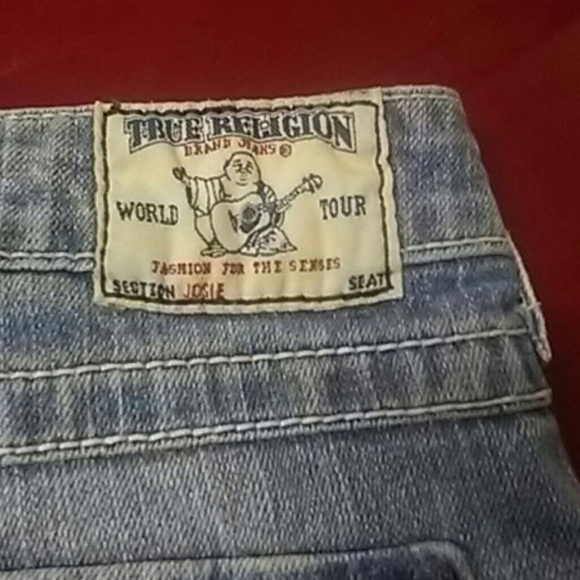 TRUE RELIGION
BRAND JEANS®
WORLD TOUR
FASHION FOR THE SENSES
SECTION JOSIE SEAT